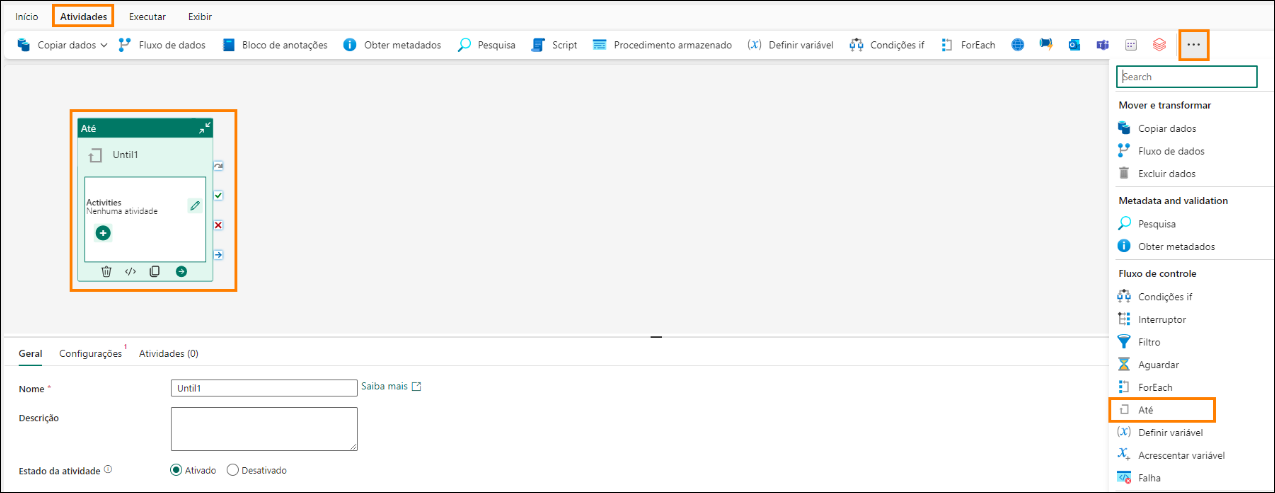 Início Atividades Executar Exibir
Copiar dados Fluxo de dados Bloco de anotações Obter metadados Pesquisa Script Procedimento armazenado (x) Definir variável Condições if ForEach ...
Search
Mover e transformar
Copiar dados
Fluxo de dados
Excluir dados
Metadata and validation
Pesquisa
Obter metadados
Fluxo de controle
Condições if
Interruptor
Filtro
Aguardar
ForEach
Até
Definir variável
Acrescentar variável
Falha
Até
Until1
Activities
Nenhuma atividade
Geral Configurações 1 Atividades (0)
Nome * Until1 Saiba mais
Descrição
Estado da atividade Ativado Desativado